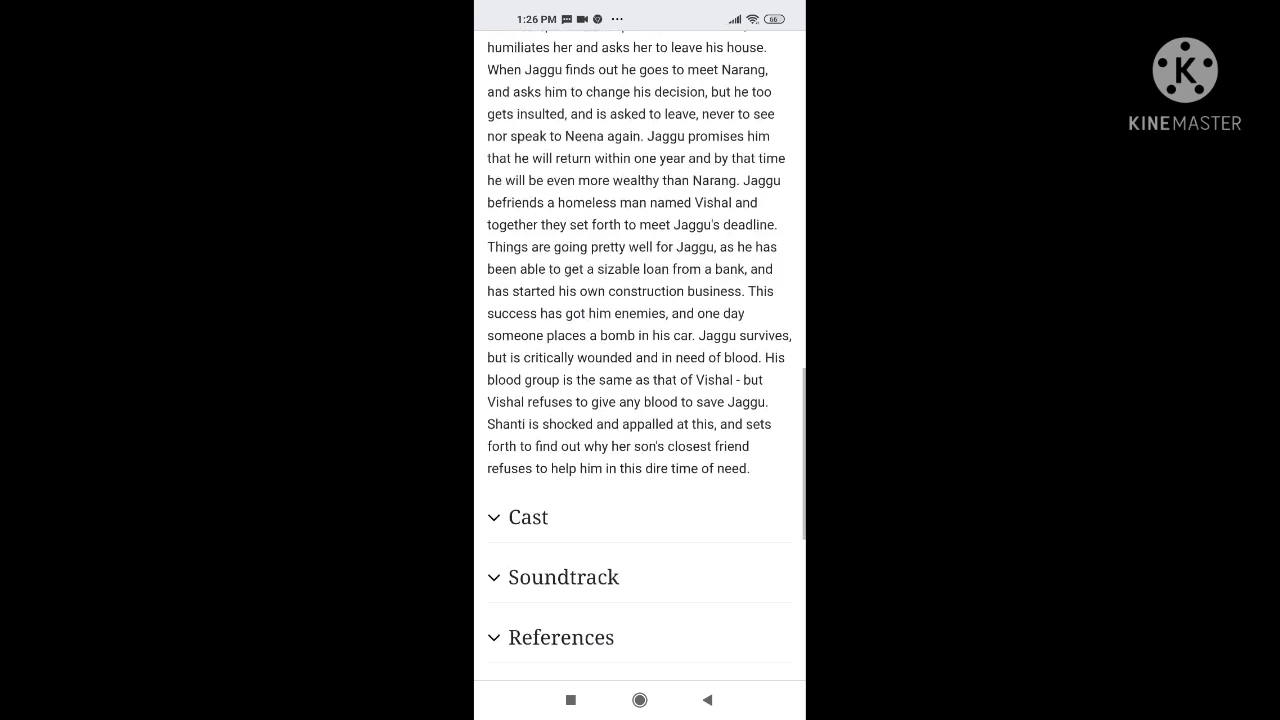 1:26 PM
66
humiliates her and asks her to leave his house.
When Jaggu finds out he goes to meet Narang,
and asks him to change his decision, but he too
gets insulted, and is asked to leave, never to see
nor speak to Neena again. Jaggu promises him
that he will return within one year and by that time
he will be even more wealthy than Narang. Jaggu
befriends a homeless man named Vishal and
together they set forth to meet Jaggu's deadline.
Things are going pretty well for Jaggu, as he has
been able to get a sizable loan from a bank, and
has started his own construction business. This
success has got him enemies, and one day
someone places a bomb in his car. Jaggu survives,
but is critically wounded and in need of blood. His
blood group is the same as that of Vishal - but
Vishal refuses to give any blood to save Jaggu.
Shanti is shocked and appalled at this, and sets
forth to find out why her son's closest friend
refuses to help him in this dire time of need.
Cast
Soundtrack
References
K
KINEMASTER